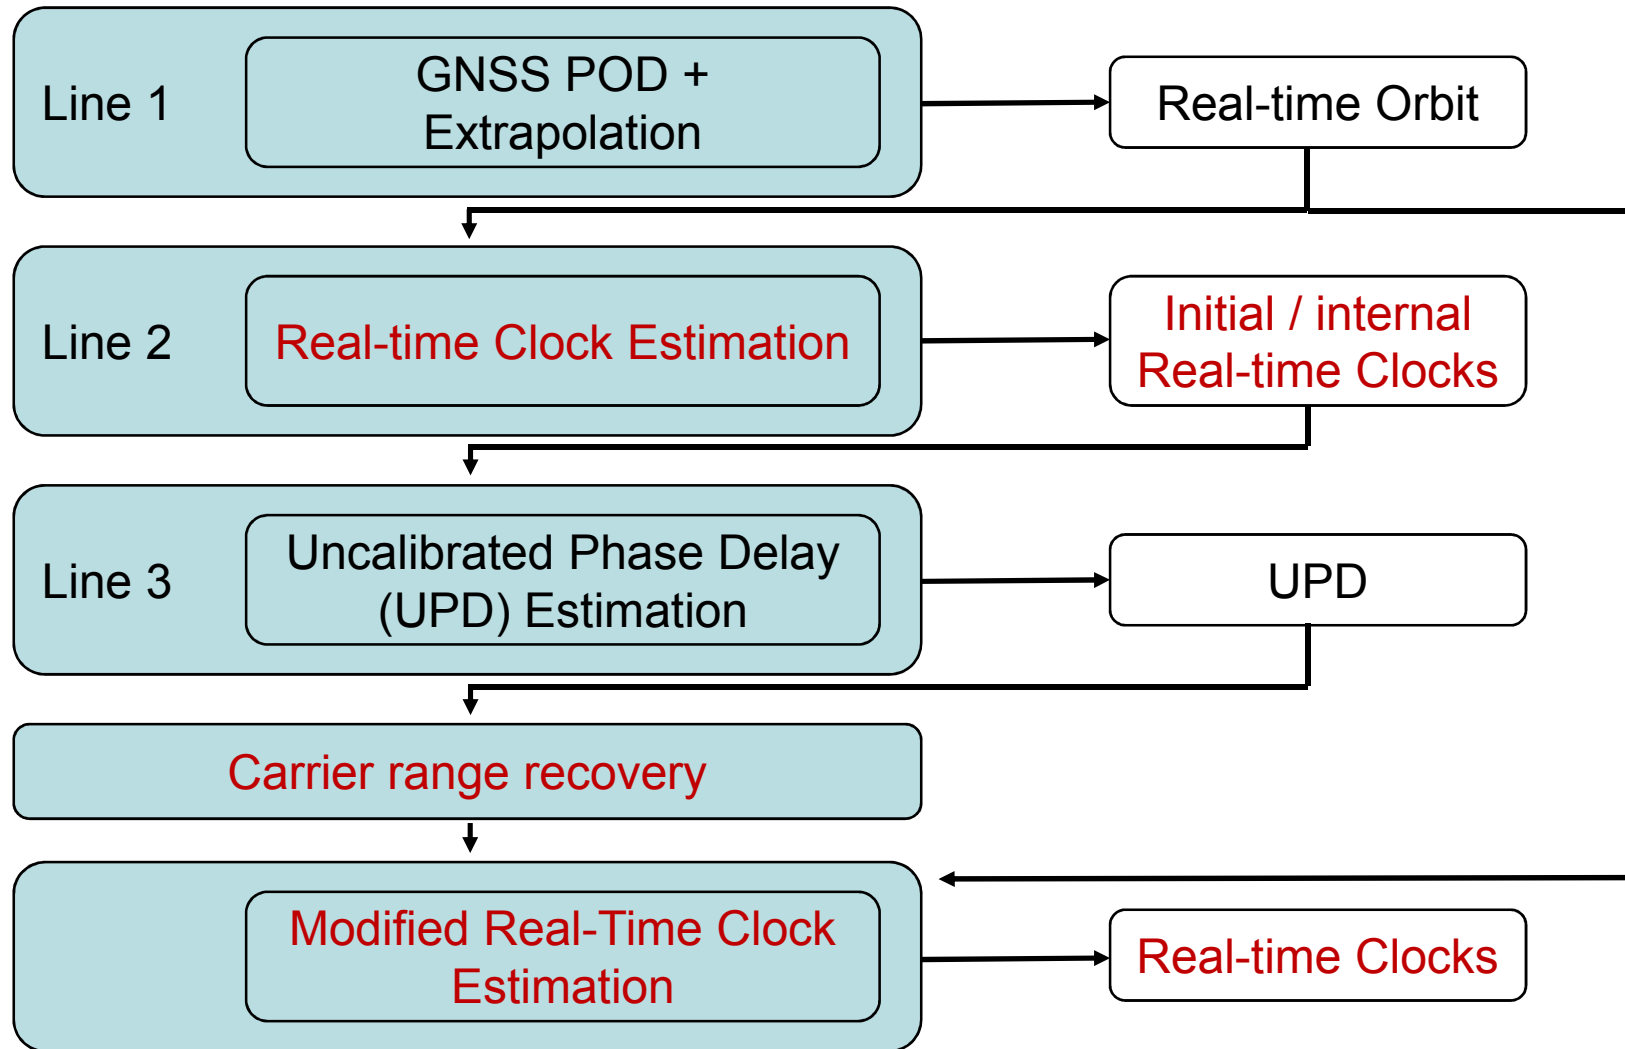 Line 1
GNSS POD +
Extrapolation
Real-time Orbit
Line 2
Real-time Clock Estimation
Initial / internal
Real-time Clocks
Line 3
Uncalibrated Phase Delay
(UPD) Estimation
UPD
Carrier range recovery
Modified Real-Time Clock
Estimation
Real-time Clocks